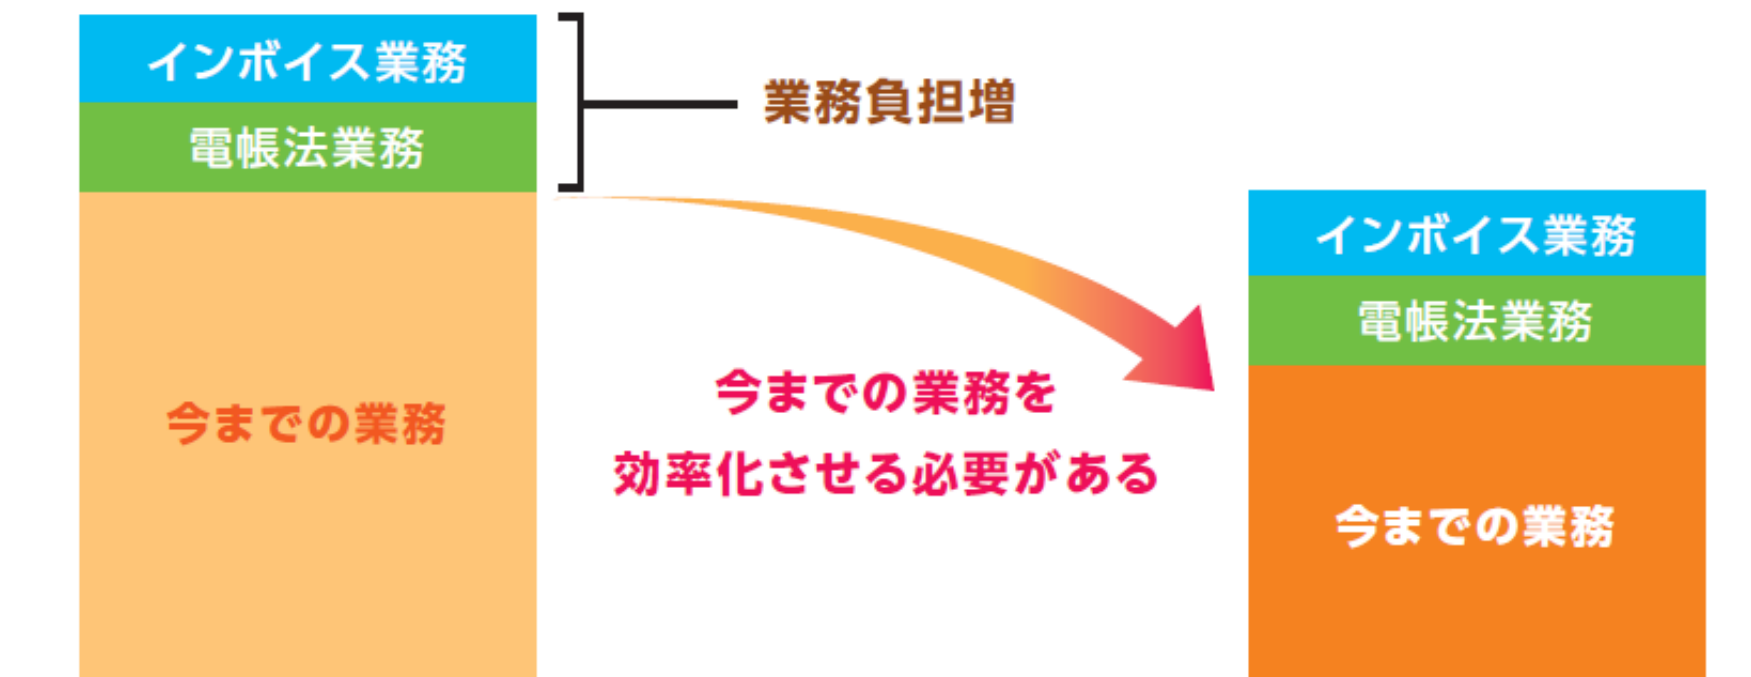 インボイス業務
電帳法業務
今までの業務
業務負担増
今までの業務を
効率化させる必要がある
インボイス業務
電帳法業務
今までの業務